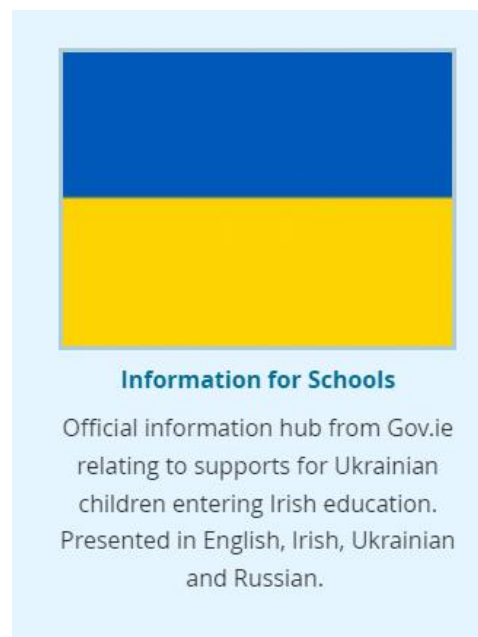 Information for Schools
Official information hub from Gov.ie
relating to supports for Ukrainian
children entering Irish education.
Presented in English, Irish, Ukrainian
and Russian.